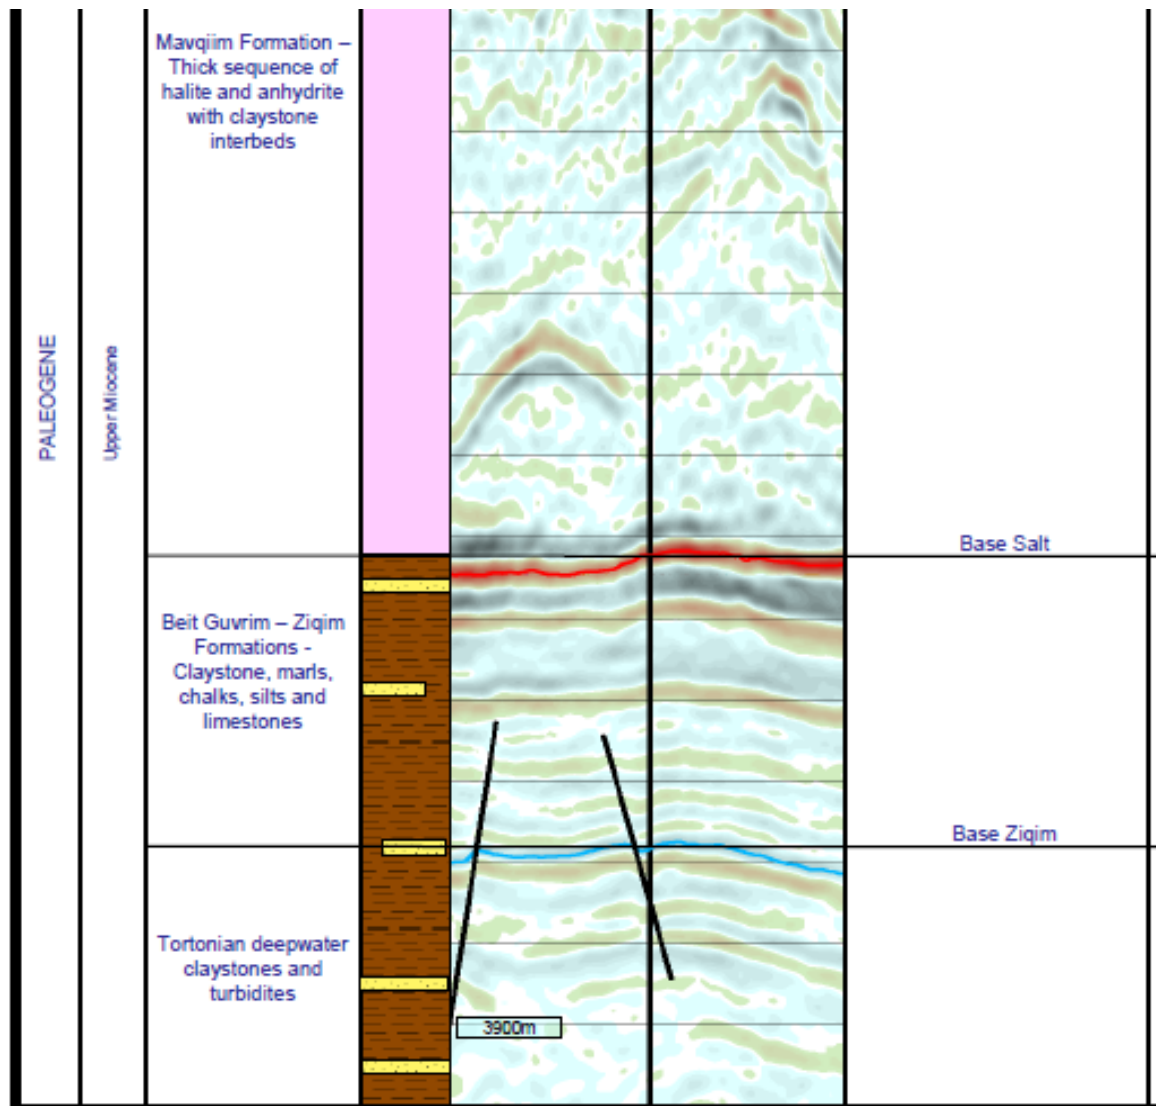 Mavqiim Formation –
Thick sequence of
halite and anhydrite
with claystone
interbeds
PALEOGENE
Upper Miocene
Base Salt
Beit Guvrim – Ziqim
Formations -
Claystone, marls,
chalks, silts and
limestones
Base Ziqim
Tortonian deepwater
claystones and
turbidites
3900m